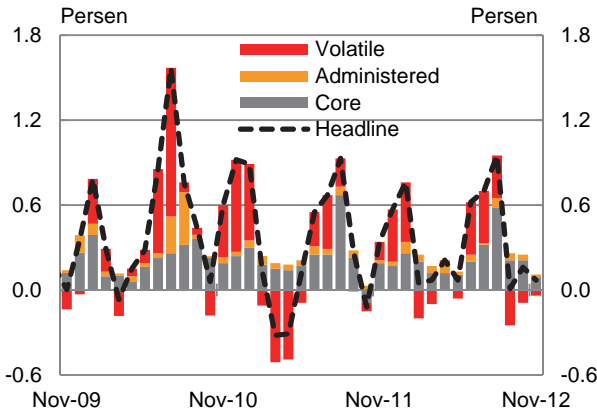 Persen Persen
1.8 1.8
Volatile
Administered
1.2 1.2
Core
Headline
0.6 0.6
0.0 0.0
-0.6 -0.6
Nov-09 Nov-10 Nov-11 Nov-12